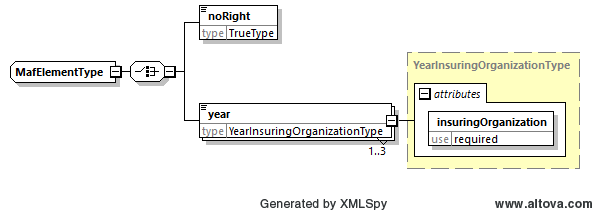 noRight
type TrueType
MafElementType
YearInsuringOrganizationType
attributes
year
type YearInsuringOrganizationType
1..3
insuringOrganization
use required
Generated by XMLSpy
www.altova.com